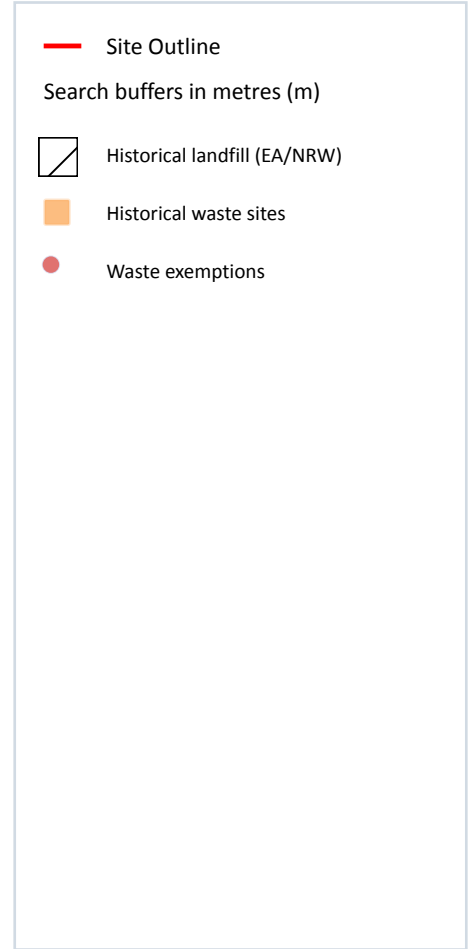 Site Outline
Search buffers in metres (m)
Historical landfill (EA/NRW)
Historical waste sites
Waste exemptions